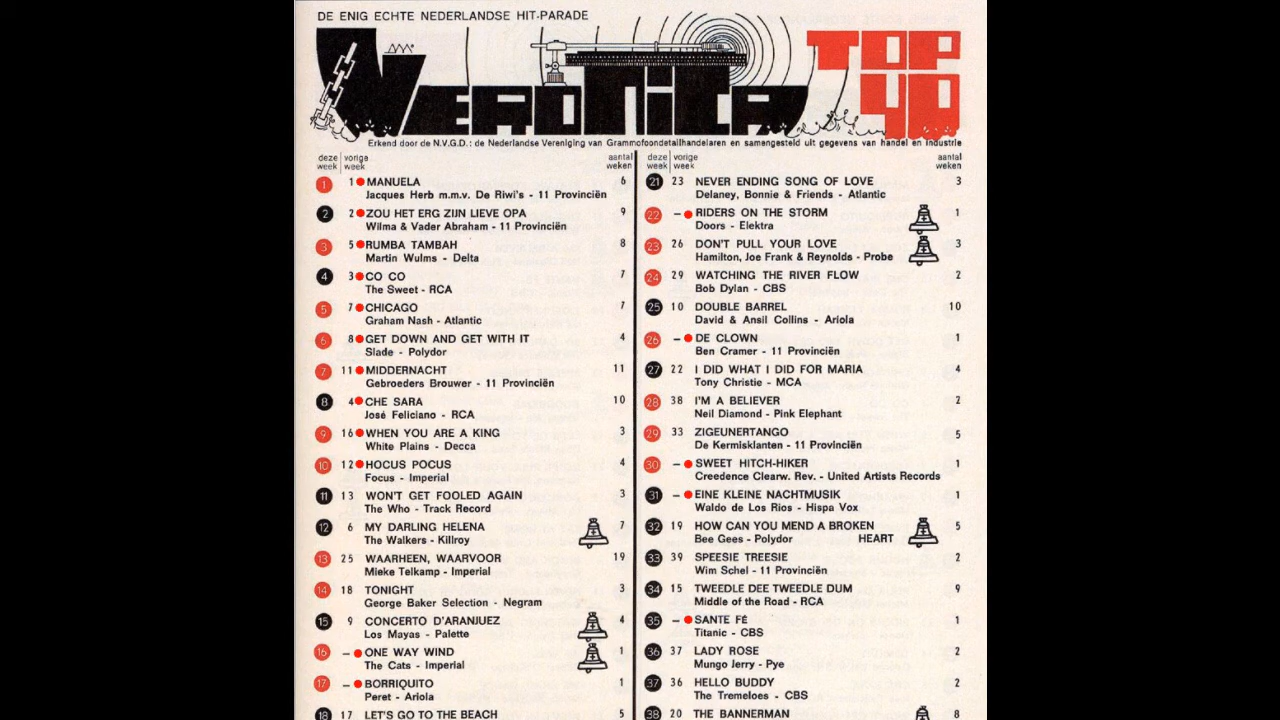 DE ENIG ECHTE NEDERLANDSE HIT-PARADE
VERONICA TOP 40
Erkend door de N.V.G.D.: de Nederlandse Vereniging van Grammofoondetailhandelaren en samengesteld uit gegevens van handel en industrie
deze week vorige week aantal weken
1 1 MANUELA 6
Jacques Herb m.m.v. De Riwi's - 11 Provinciën
2 2 ZOU HET ERG ZIJN LIEVE OPA 9
Wilma & Vader Abraham - 11 Provinciën
3 5 RUMBA TAMBAH 8
Martin Wulms - Delta
4 3 CO CO 7
The Sweet - RCA
5 7 CHICAGO 7
Graham Nash - Atlantic
6 8 GET DOWN AND GET WITH IT 4
Slade - Polydor
7 11 MIDDERNACHT 11
Gebroeders Brouwer - 11 Provinciën
8 4 CHE SARA 10
José Feliciano - RCA
9 16 WHEN YOU ARE A KING 3
White Plains - Decca
10 12 HOCUS POCUS 4
Focus - Imperial
11 13 WON'T GET FOOLED AGAIN 3
The Who - Track Record
12 6 MY DARLING HELENA 7
The Walkers - Killroy
13 25 WAARHEEN, WAARVOOR 19
Mieke Telkamp - Imperial
14 18 TONIGHT 3
George Baker Selection - Negram
15 9 CONCERTO D'ARANJUEZ 4
Los Mayas - Palette
16 – ONE WAY WIND 1
The Cats - Imperial
17 – BORRIQUITO 1
Peret - Ariola
18 17 LET'S GO TO THE BEACH 5
deze week vorige week aantal weken
21 23 NEVER ENDING SONG OF LOVE 3
Delaney, Bonnie & Friends - Atlantic
22 – RIDERS ON THE STORM 1
Doors - Elektra
23 26 DON'T PULL YOUR LOVE 3
Hamilton, Joe Frank & Reynolds - Probe
24 29 WATCHING THE RIVER FLOW 2
Bob Dylan - CBS
25 10 DOUBLE BARREL 10
David & Ansil Collins - Ariola
26 – DE CLOWN 1
Ben Cramer - 11 Provinciën
27 22 I DID WHAT I DID FOR MARIA 4
Tony Christie - MCA
28 38 I'M A BELIEVER 2
Neil Diamond - Pink Elephant
29 33 ZIGEUNERTANGO 5
De Kermisklanten - 11 Provinciën
30 – SWEET HITCH-HIKER 1
Creedence Clearw. Rev. - United Artists Records
31 – EINE KLEINE NACHTMUSIK 1
Waldo de Los Rios - Hispa Vox
32 19 HOW CAN YOU MEND A BROKEN 5
Bee Gees - Polydor HEART
33 39 SPEESIE TREESIE 2
Wim Schel - 11 Provinciën
34 15 TWEEDLE DEE TWEEDLE DUM 9
Middle of the Road - RCA
35 – SANTE FÉ 1
Titanic - CBS
36 37 LADY ROSE 2
Mungo Jerry - Pye
37 36 HELLO BUDDY 2
The Tremeloes - CBS
38 20 THE BANNERMAN 8